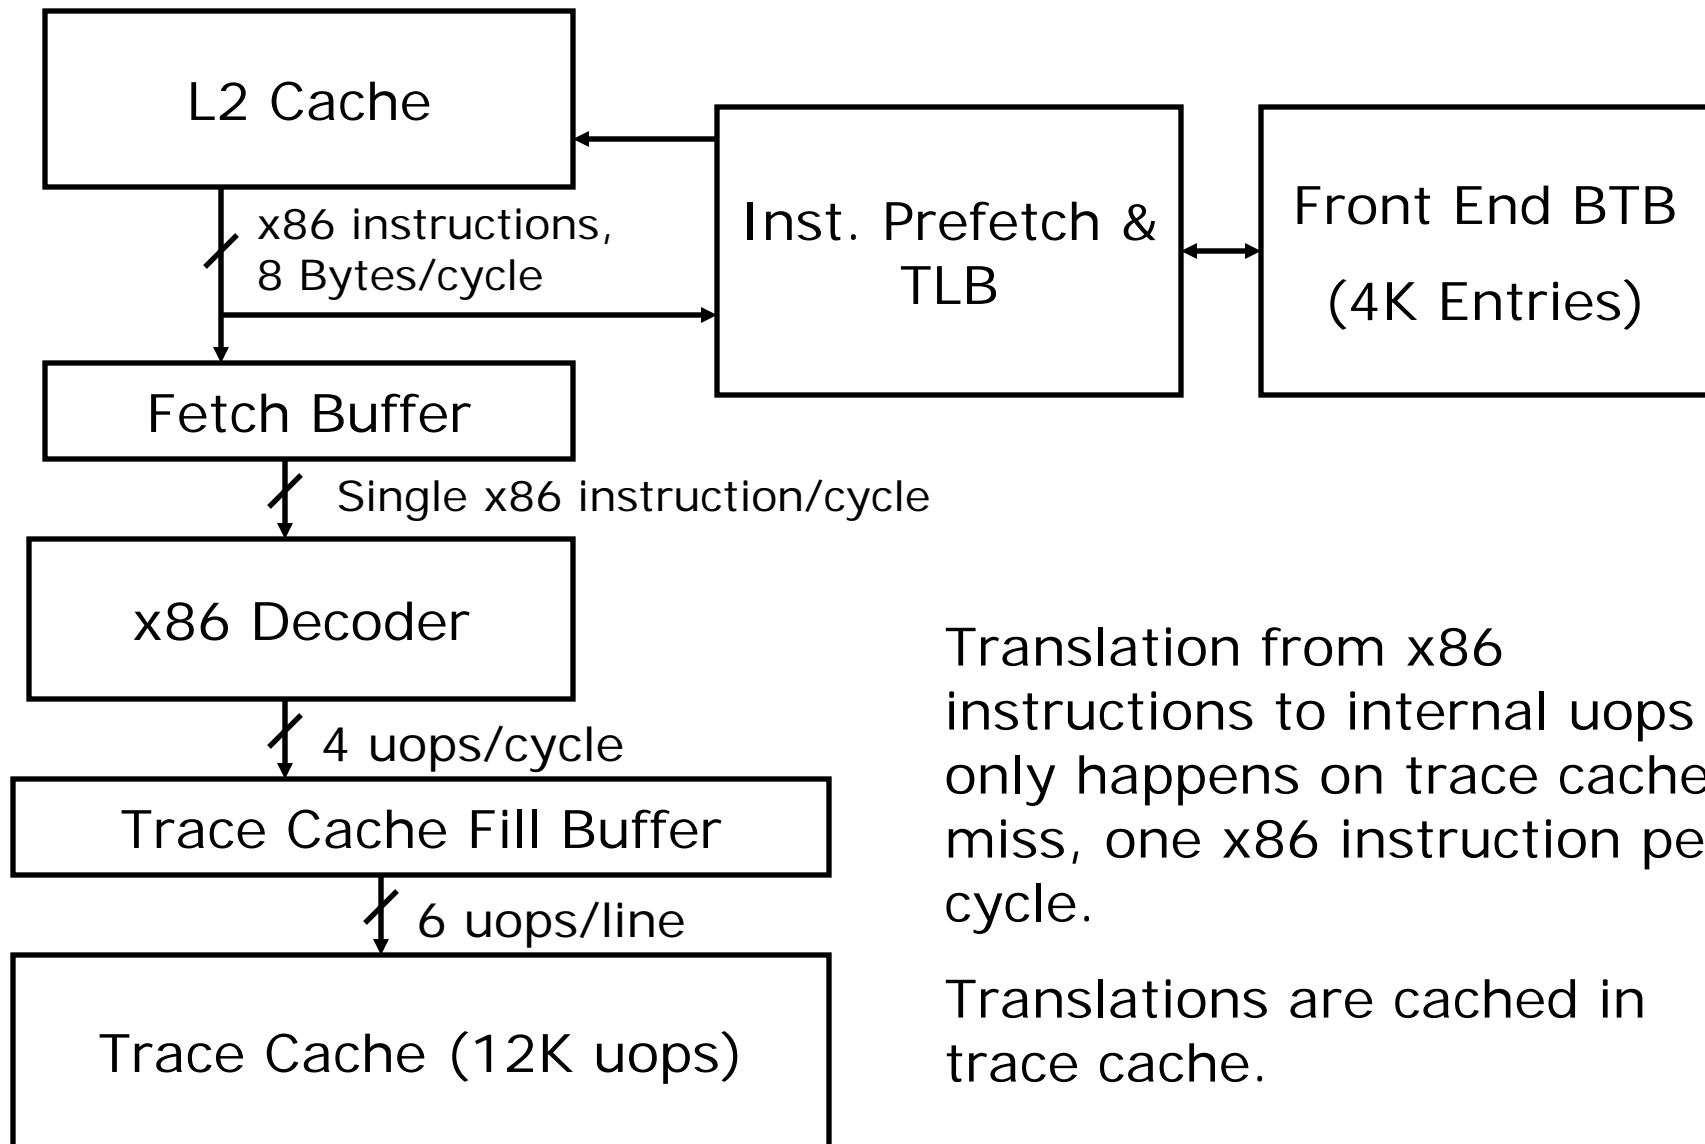 L2 Cache
x86 instructions,
8 Bytes/cycle
Inst. Prefetch &
TLB
Front End BTB
(4K Entries)
Fetch Buffer
Single x86 instruction/cycle
x86 Decoder
4 uops/cycle
Trace Cache Fill Buffer
6 uops/line
Trace Cache (12K uops)
Translation from x86
instructions to internal uops
only happens on trace cache
miss, one x86 instruction pe
cycle.
Translations are cached in
trace cache.